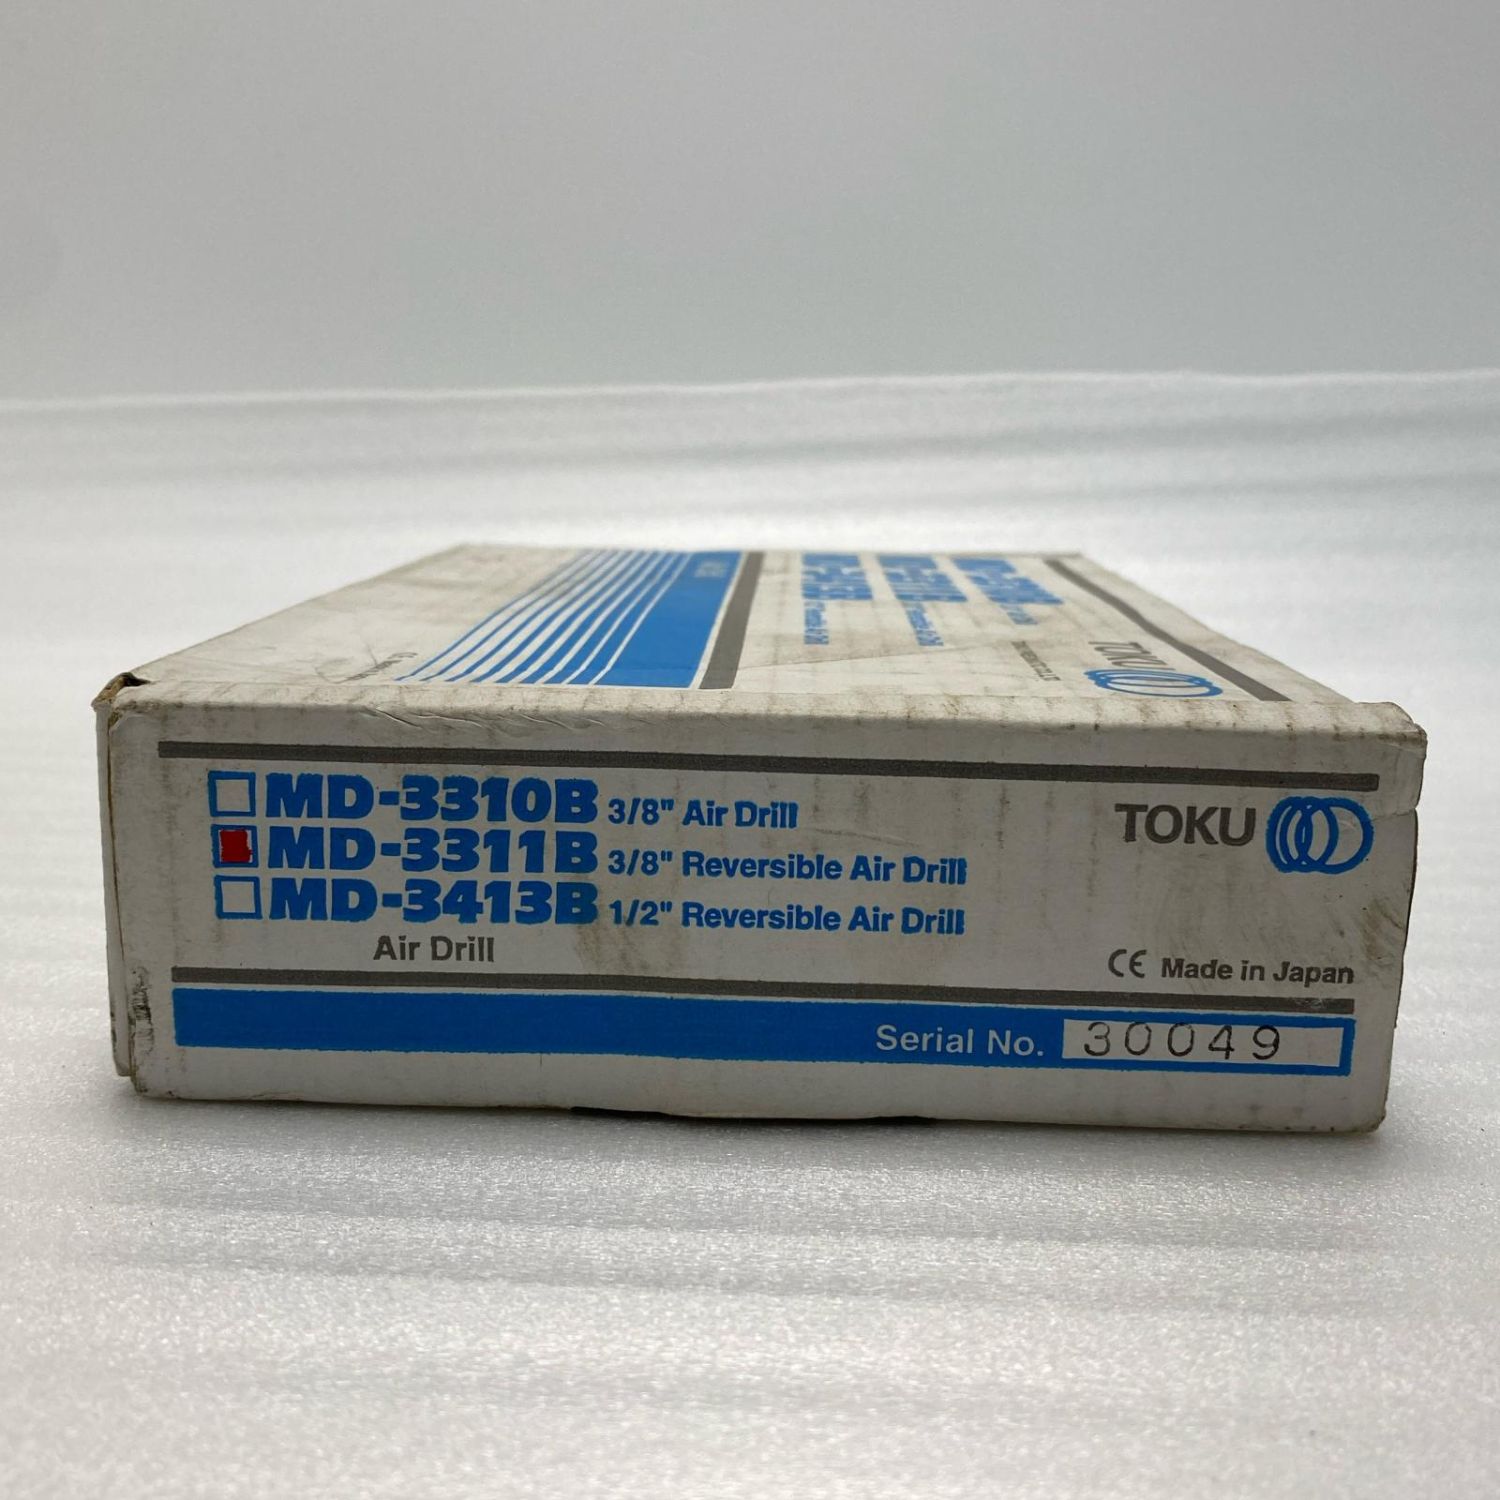 TOKU
MD-3310B 3/8" Air Drill
MD-3311B 3/8" Reversible Air Drill
MD-3413B 1/2" Reversible Air Drill
Air Drill
TOKU
CE Made in Japan
Serial No. 30049